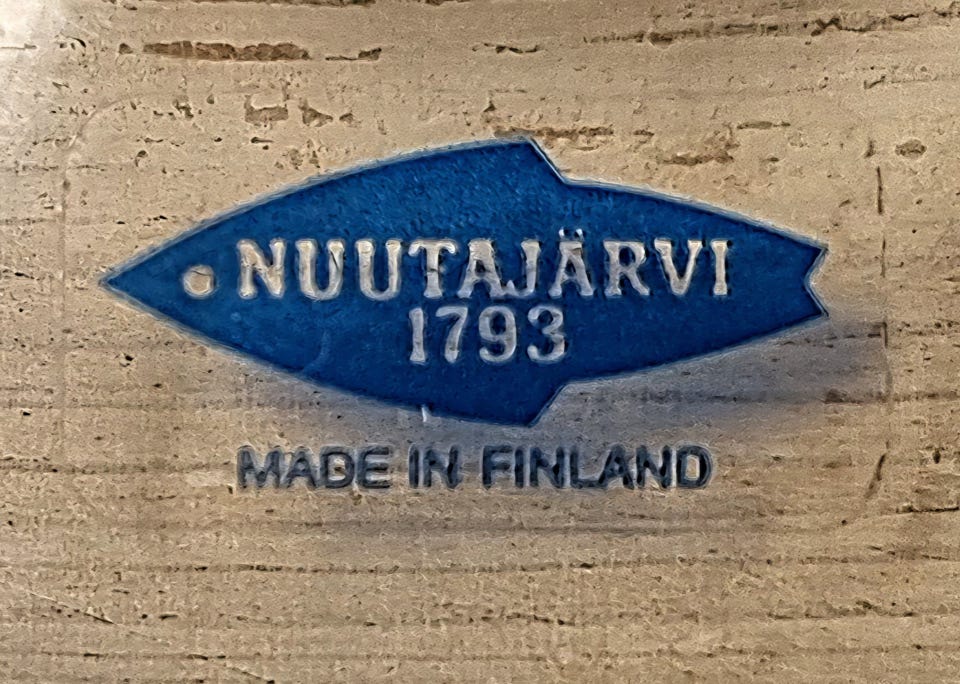 NUUTAJÄRVI
1793
MADE IN FINLAND